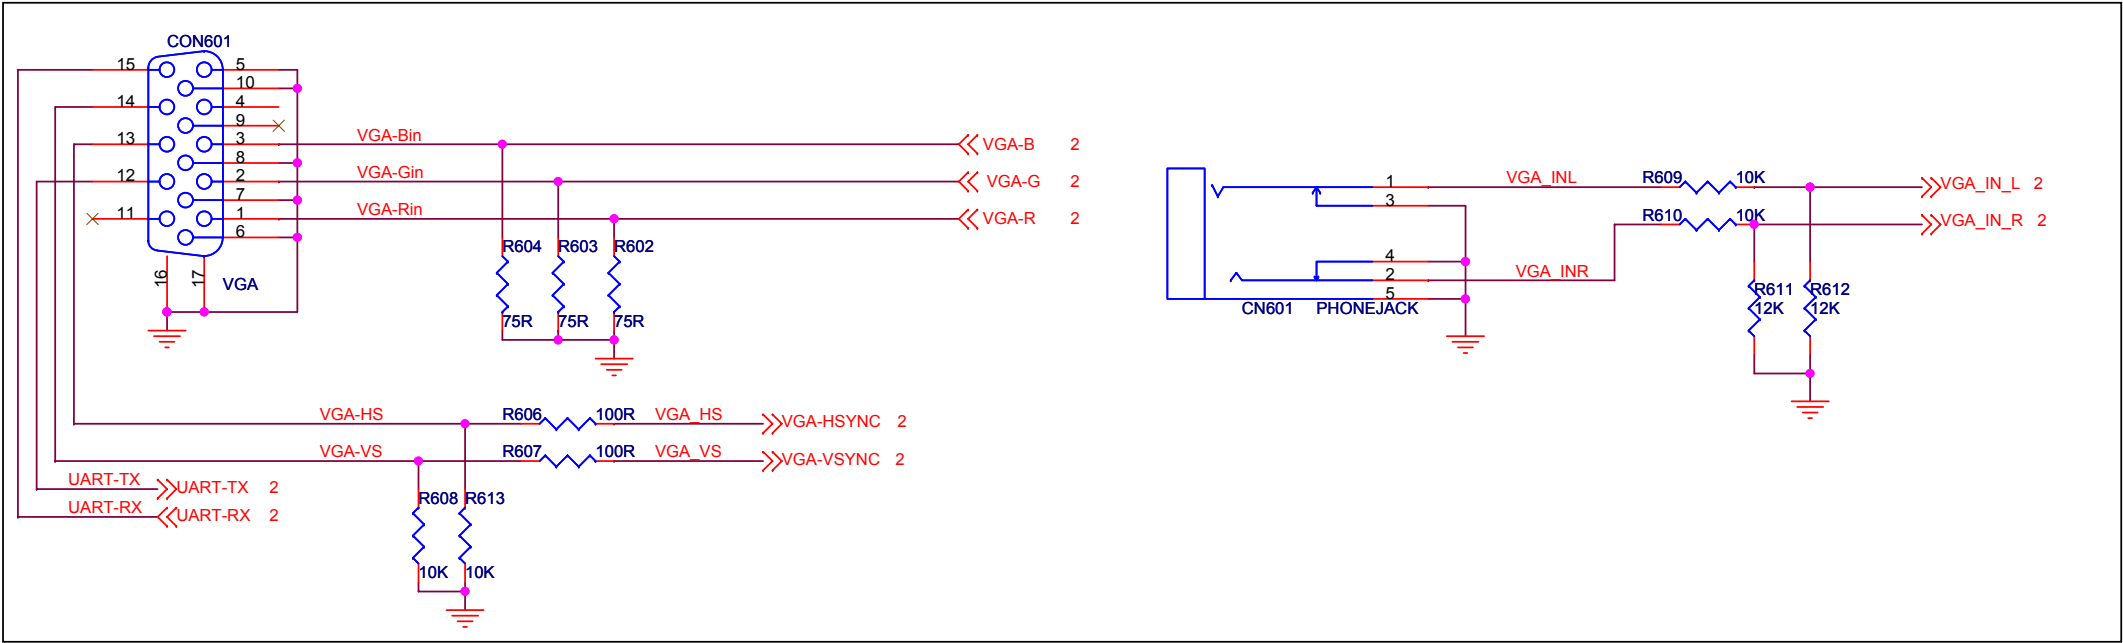 CON601
15 5
10
14 4
9
13 3 VGA-Bin VGA-B 2
8
12 2 VGA-Gin VGA-G 2
7
11 1 VGA-Rin VGA-R 2
6
16 17 VGA
R604 R603 R602
75R 75R 75R
VGA-HS R606 100R VGA_HS VGA-HSYNC 2
VGA-VS R607 100R VGA_VS VGA-VSYNC 2
UART-TX UART-TX 2
UART-RX UART-RX 2
R608 R613
10K 10K
1 VGA_INL R609 10K VGA_IN_L 2
3
R610 10K VGA_IN_R 2
4
2 VGA_INR
5
CN601 PHONEJACK
R611 R612
12K 12K